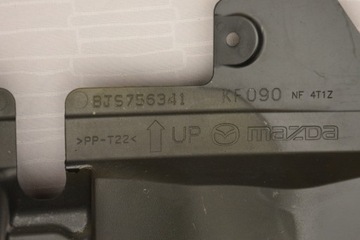 BJS756341 KF090 NF 4T1Z
>PP-T22< UP mazda